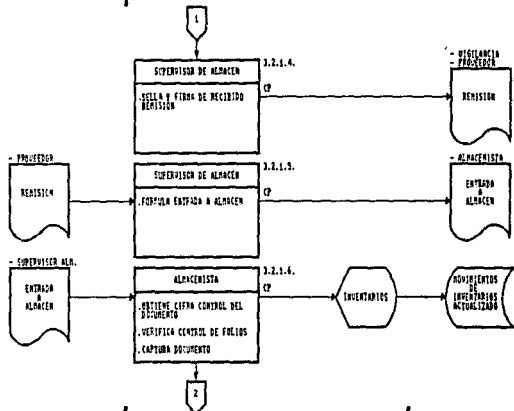 1
SUPERVISOR DE ALMACEN
3.2.1.4.
.SELLA Y FIRMA DE RECIBIDO
REMISION
CP
- VIGILANCIA
- PROVEEDOR
REMISION
- PROVEEDOR
REMISION
SUPERVISOR DE ALMACEN
3.2.1.5.
.FORMULA ENTRADA A ALMACEN
CP
- ALMACENISTA
ENTRADA
A
ALMACEN
- SUPERVISOR ALM.
ENTRADA
A
ALMACEN
ALMACENISTA
3.2.1.6.
.OBTIENE CIFRA CONTROL DEL
DOCUMENTO
.VERIFICA CONTROL DE FOLIOS
.CAPTURA DOCUMENTO
CP
INVENTARIOS
MOVIMIENTOS
DE
INVENTARIOS
ACTUALIZADO
2